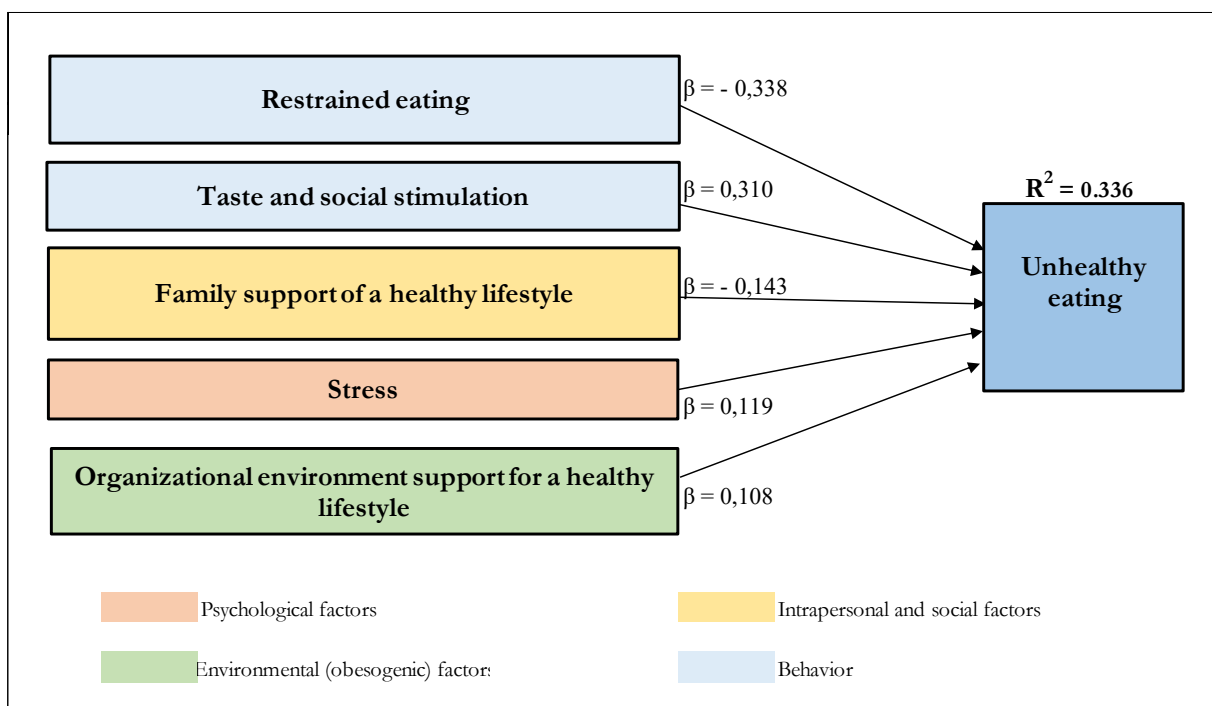 Restrained eating
β = - 0,338
Taste and social stimulation
β = 0,310
R² = 0.336
Unhealthy
eating
Family support of a healthy lifestyle
β = - 0,143
Stress
β = 0,119
Organizational environment support for a healthy
lifestyle
β = 0,108
Psychological factors
Intrapersonal and social factors
Environmental (obesogenic) factors
Behavior